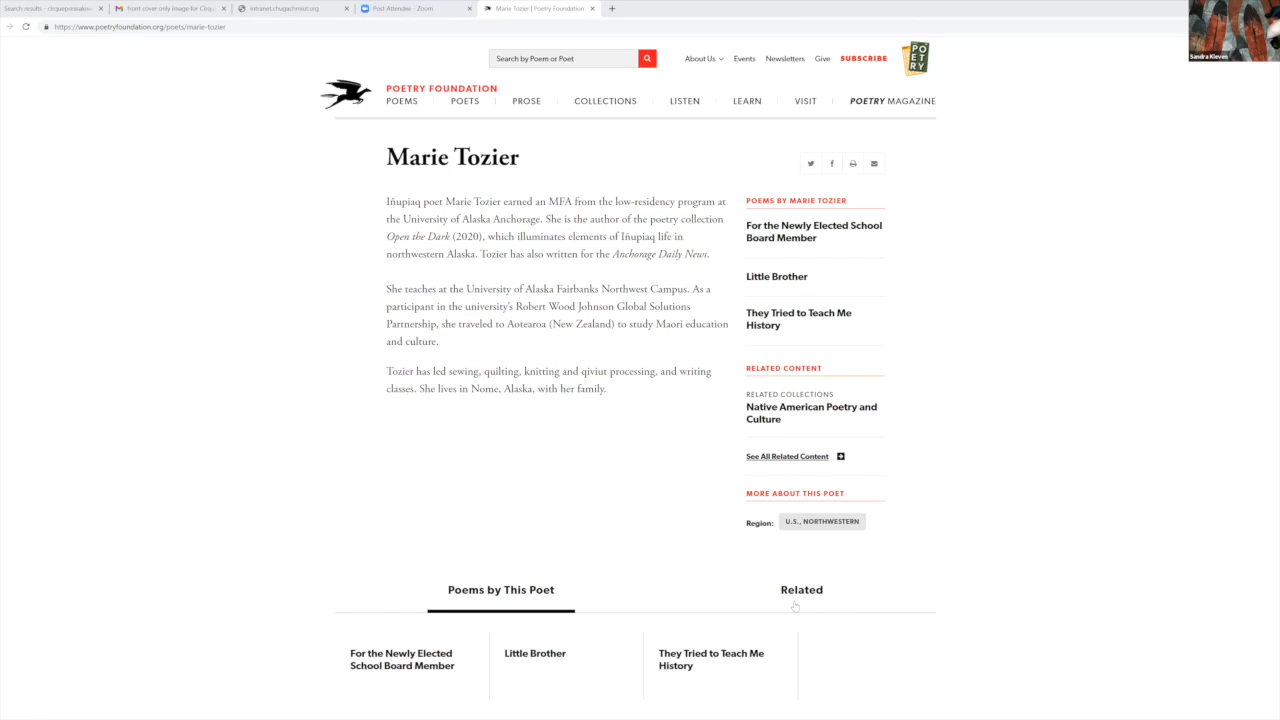 Search results - cirquepressaknow
front cover only image for Cirqu
intranet.chugachmiut.org
Post Attendee - Zoom
Marie Tozier | Poetry Foundation
https://www.poetryfoundation.org/poets/marie-tozier
Sandra Kleven
Search by Poem or Poet
About Us
Events
Newsletters
Give
SUBSCRIBE
POETRY
POETRY FOUNDATION
POEMS
POETS
PROSE
COLLECTIONS
LISTEN
LEARN
VISIT
POETRY MAGAZINE
Marie Tozier
Iñupiaq poet Marie Tozier earned an MFA from the low-residency program at
the University of Alaska Anchorage. She is the author of the poetry collection
Open the Dark (2020), which illuminates elements of Iñupiaq life in
northwestern Alaska. Tozier has also written for the Anchorage Daily News.
She teaches at the University of Alaska Fairbanks Northwest Campus. As a
participant in the university's Robert Wood Johnson Global Solutions
Partnership, she traveled to Aotearoa (New Zealand) to study Maori education
and culture.
Tozier has led sewing, quilting, knitting and qiviut processing, and writing
classes. She lives in Nome, Alaska, with her family.
POEMS BY MARIE TOZIER
For the Newly Elected School
Board Member
Little Brother
They Tried to Teach Me
History
RELATED CONTENT
RELATED COLLECTIONS
Native American Poetry and
Culture
See All Related Content
MORE ABOUT THIS POET
Region:
U.S., NORTHWESTERN
Poems by This Poet
Related
For the Newly Elected
School Board Member
Little Brother
They Tried to Teach Me
History